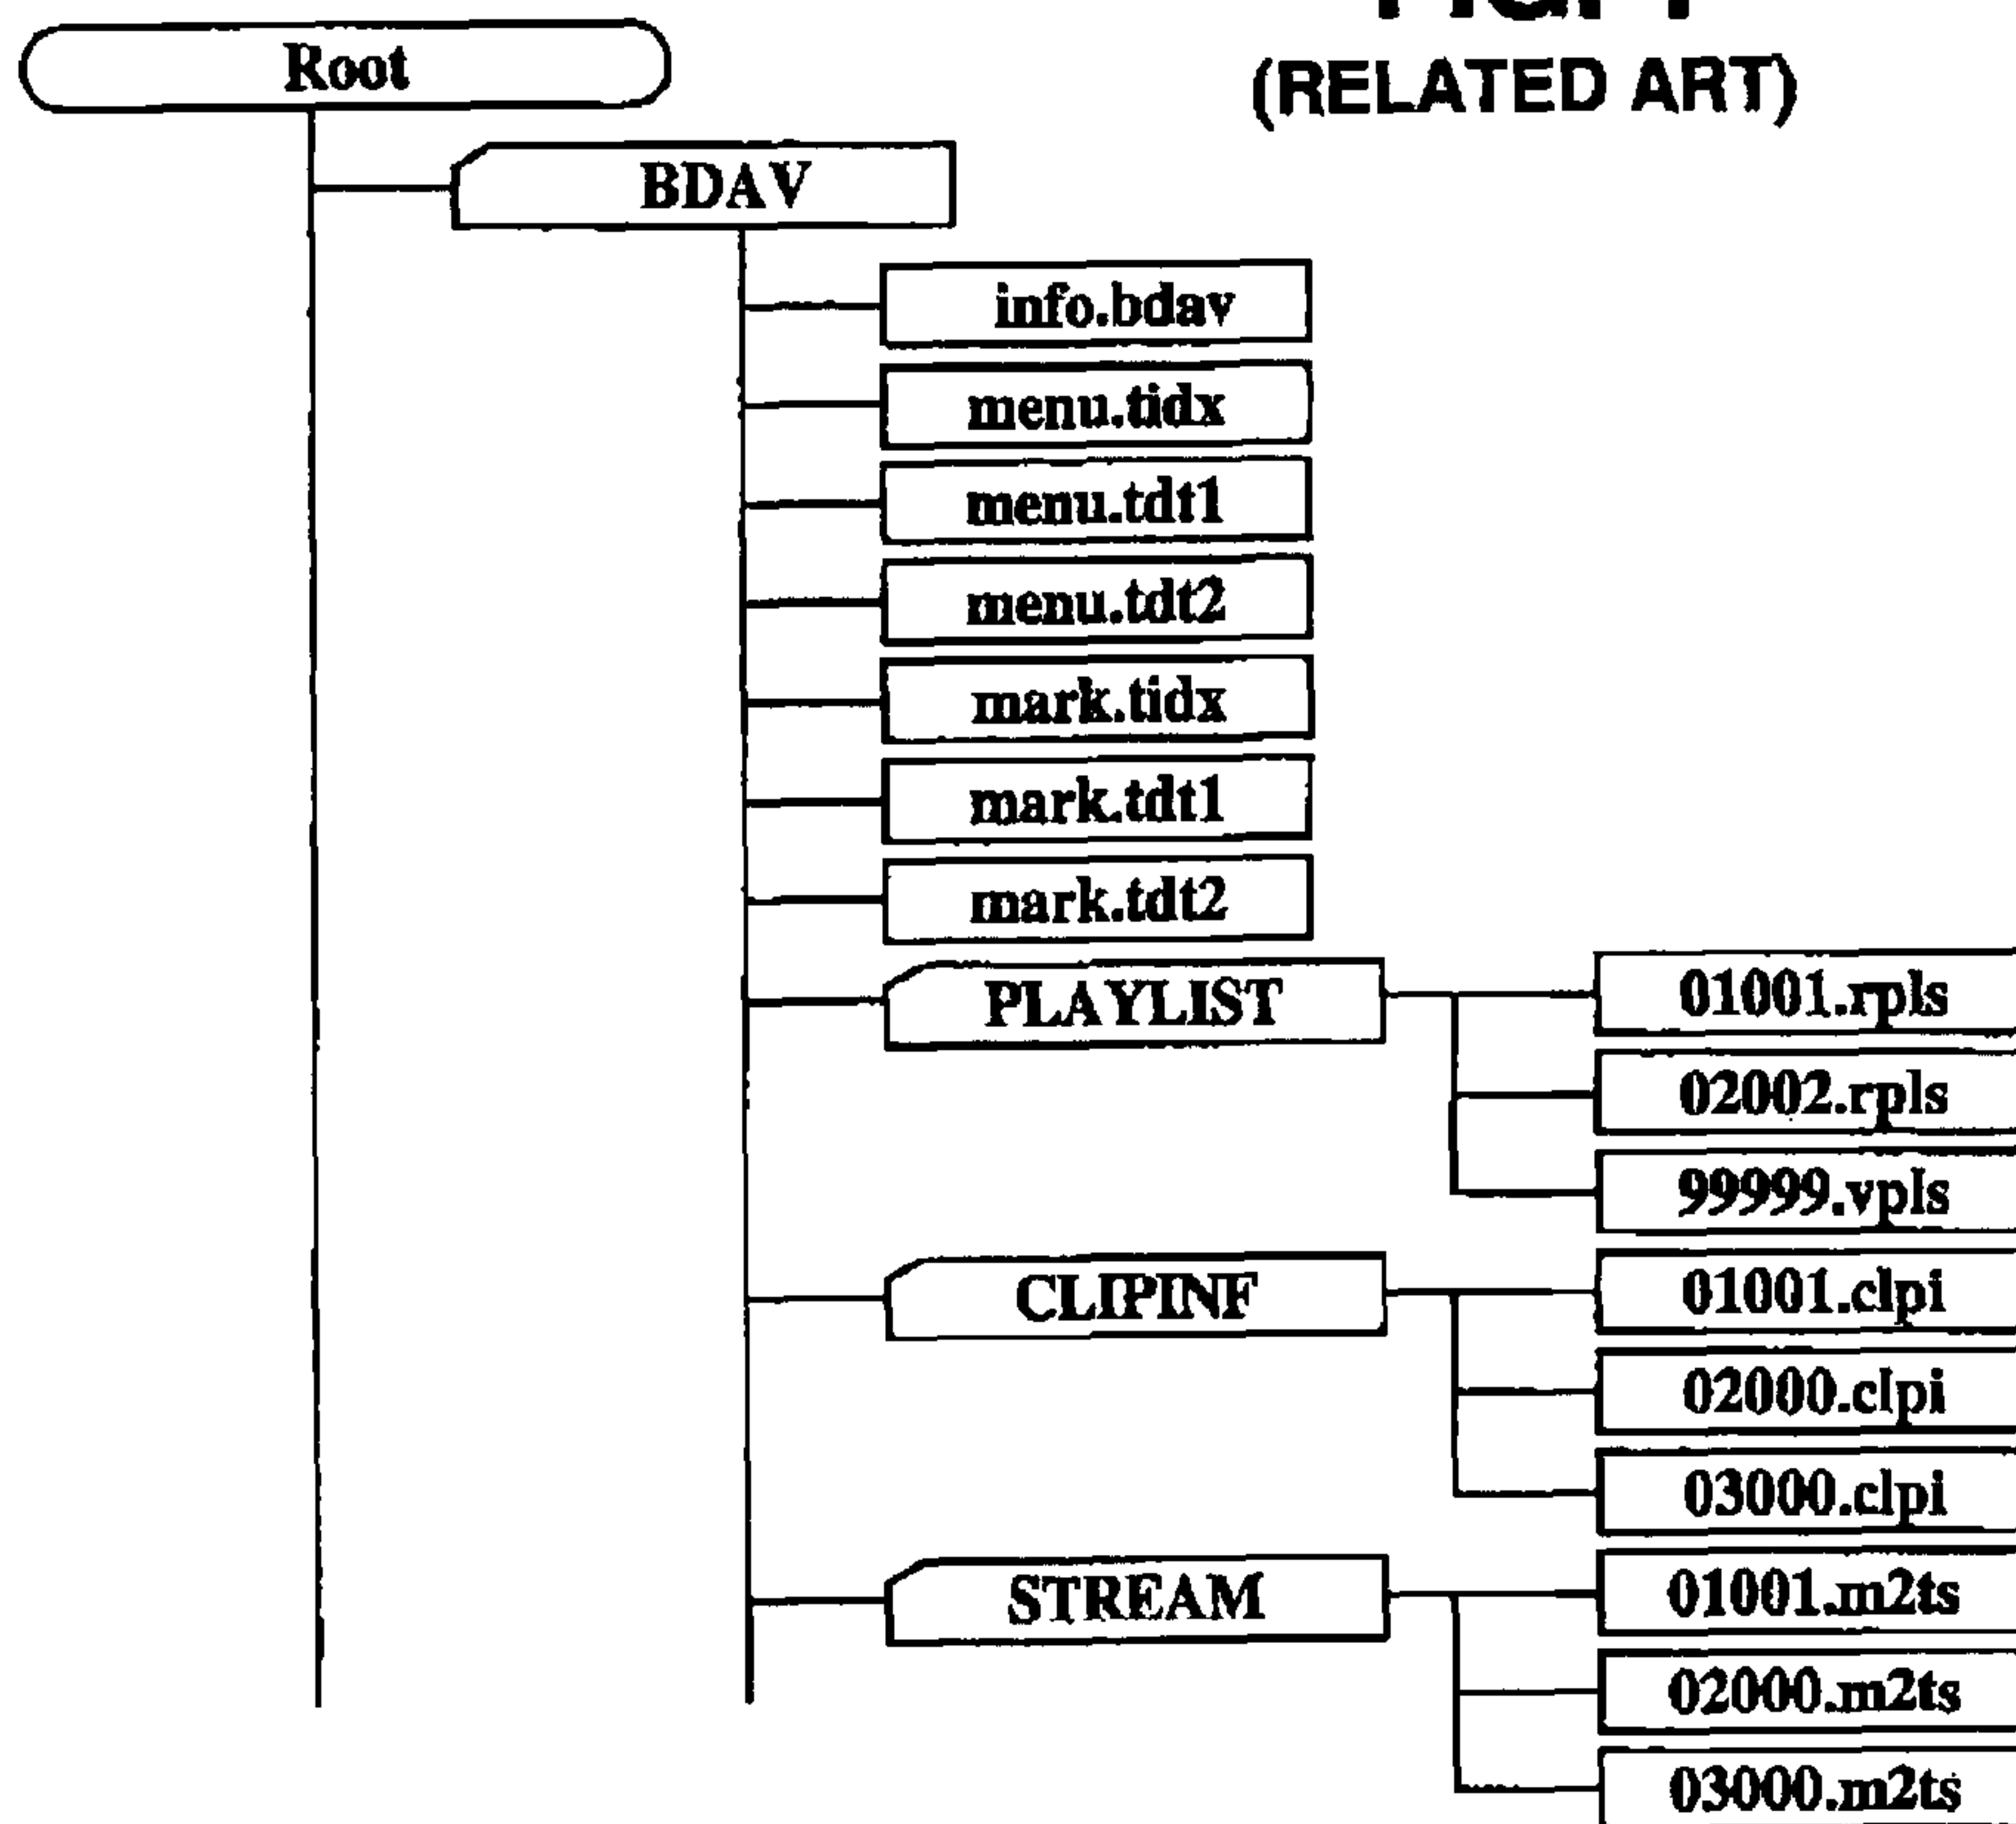 (RELATED ART)
Root
BDAV
info.bdav
menu.tidx
menu.tdt1
menu.tdt2
mark.tidx
mark.tdt1
mark.tdt2
PLAYLIST
01001.rpls
02002.rpls
99999.vpls
CLIPINF
01001.clpi
02000.clpi
03000.clpi
STREAM
01001.m2ts
02000.m2ts
03000.m2ts